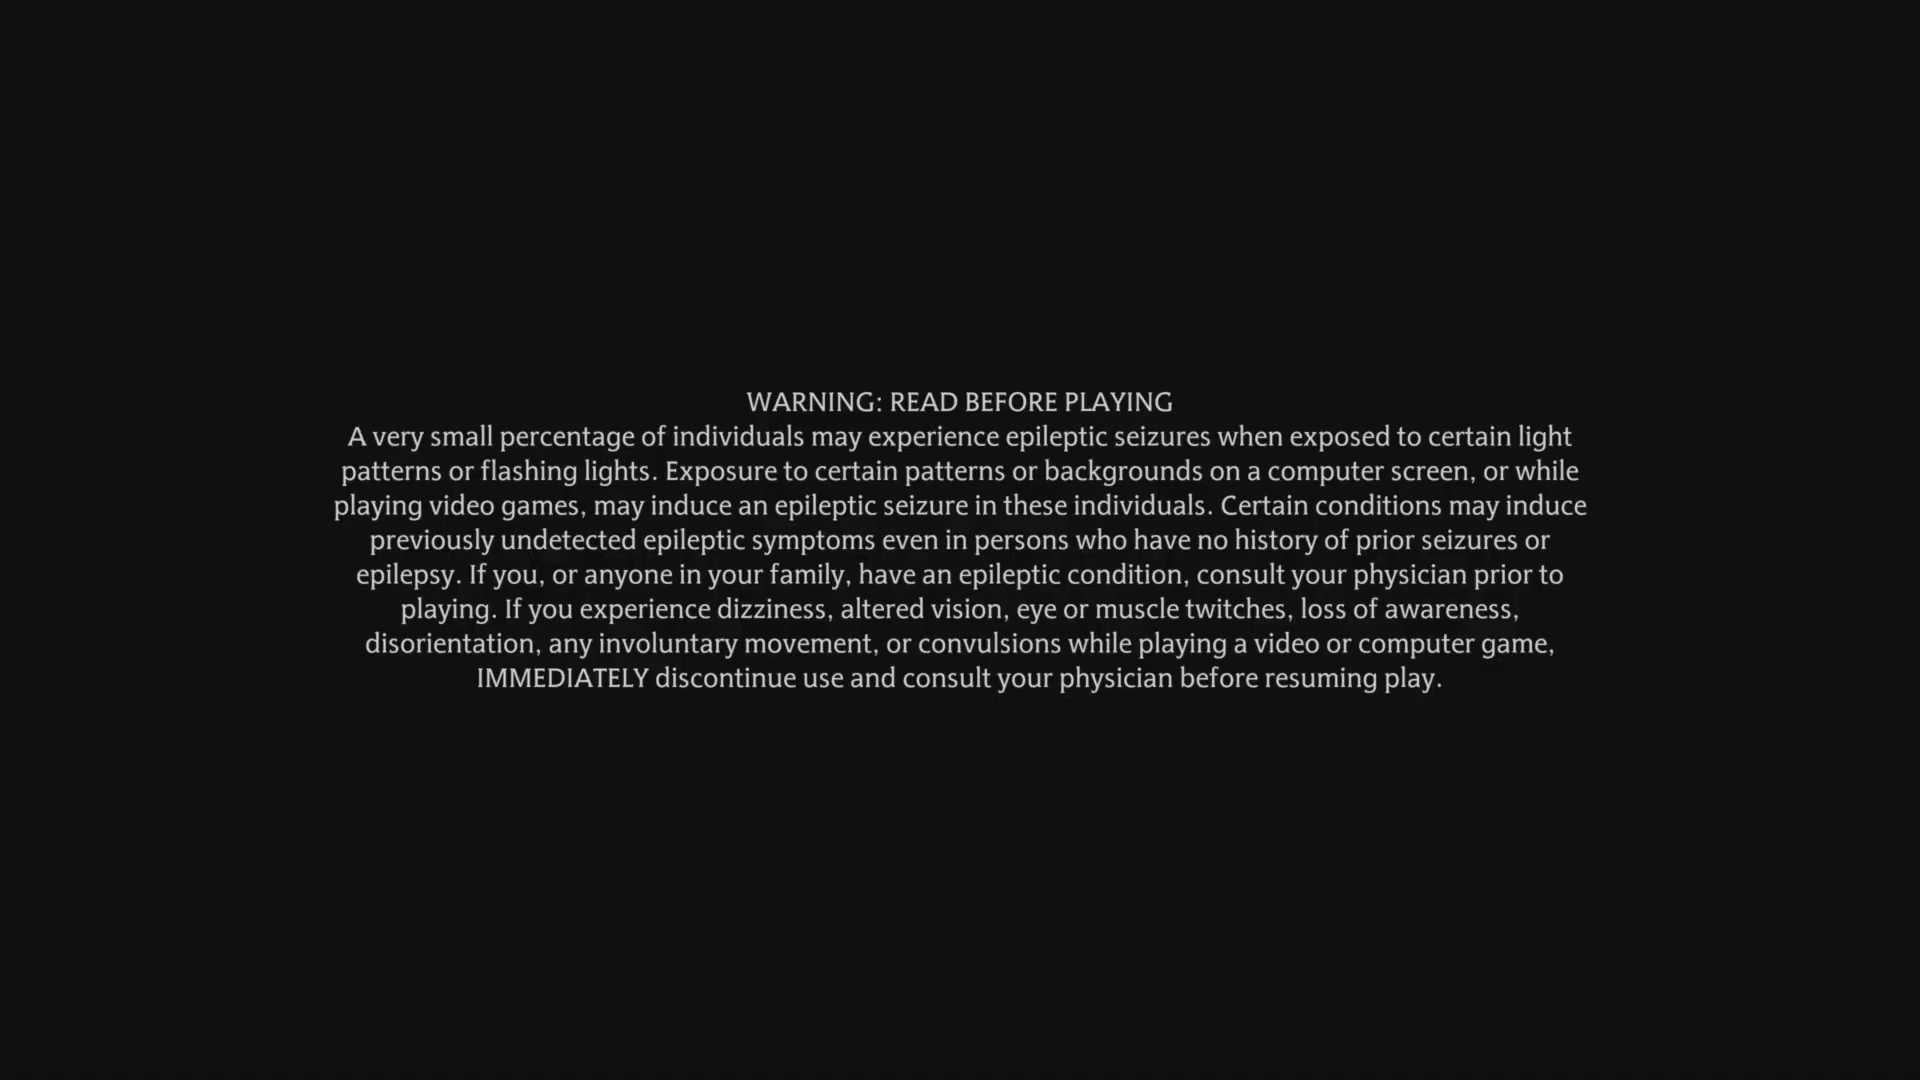 WARNING: READ BEFORE PLAYING
A very small percentage of individuals may experience epileptic seizures when exposed to certain light
patterns or flashing lights. Exposure to certain patterns or backgrounds on a computer screen, or while
playing video games, may induce an epileptic seizure in these individuals. Certain conditions may induce
previously undetected epileptic symptoms even in persons who have no history of prior seizures or
epilepsy. If you, or anyone in your family, have an epileptic condition, consult your physician prior to
playing. If you experience dizziness, altered vision, eye or muscle twitches, loss of awareness,
disorientation, any involuntary movement, or convulsions while playing a video or computer game,
IMMEDIATELY discontinue use and consult your physician before resuming play.